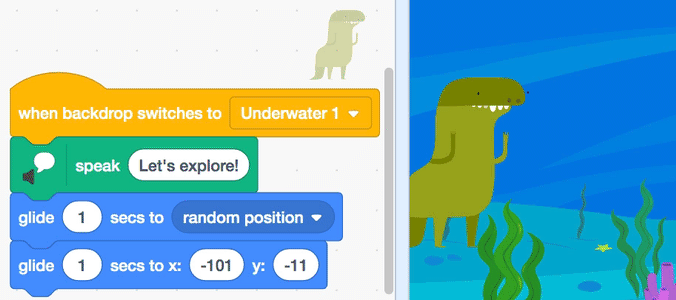 when backdrop switches to Underwater 1
speak Let's explore!
glide 1 secs to random position
glide 1 secs to x: -101 y: -11